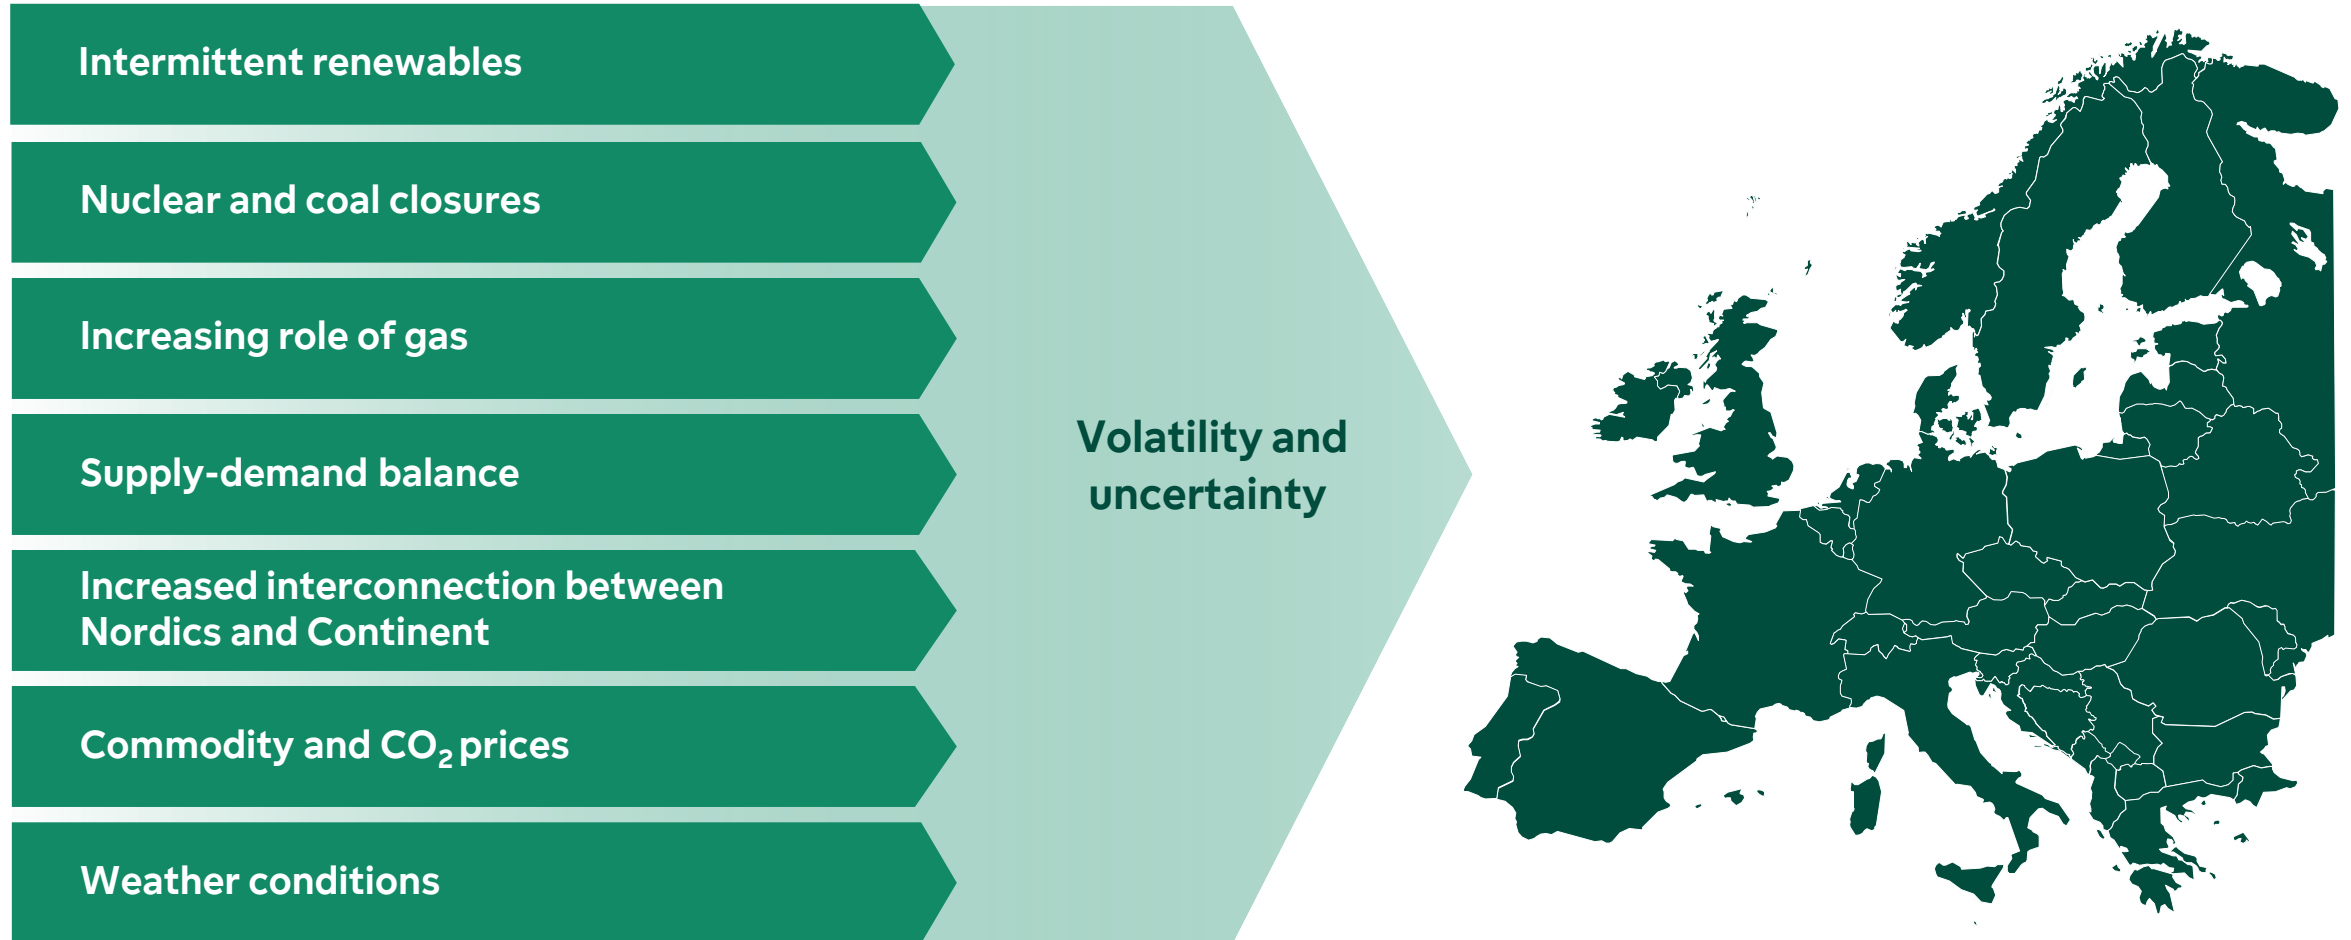 Intermittent renewables
Nuclear and coal closures
Increasing role of gas
Supply-demand balance
Increased interconnection between
Nordics and Continent
Commodity and CO₂ prices
Weather conditions
Volatility and
uncertainty